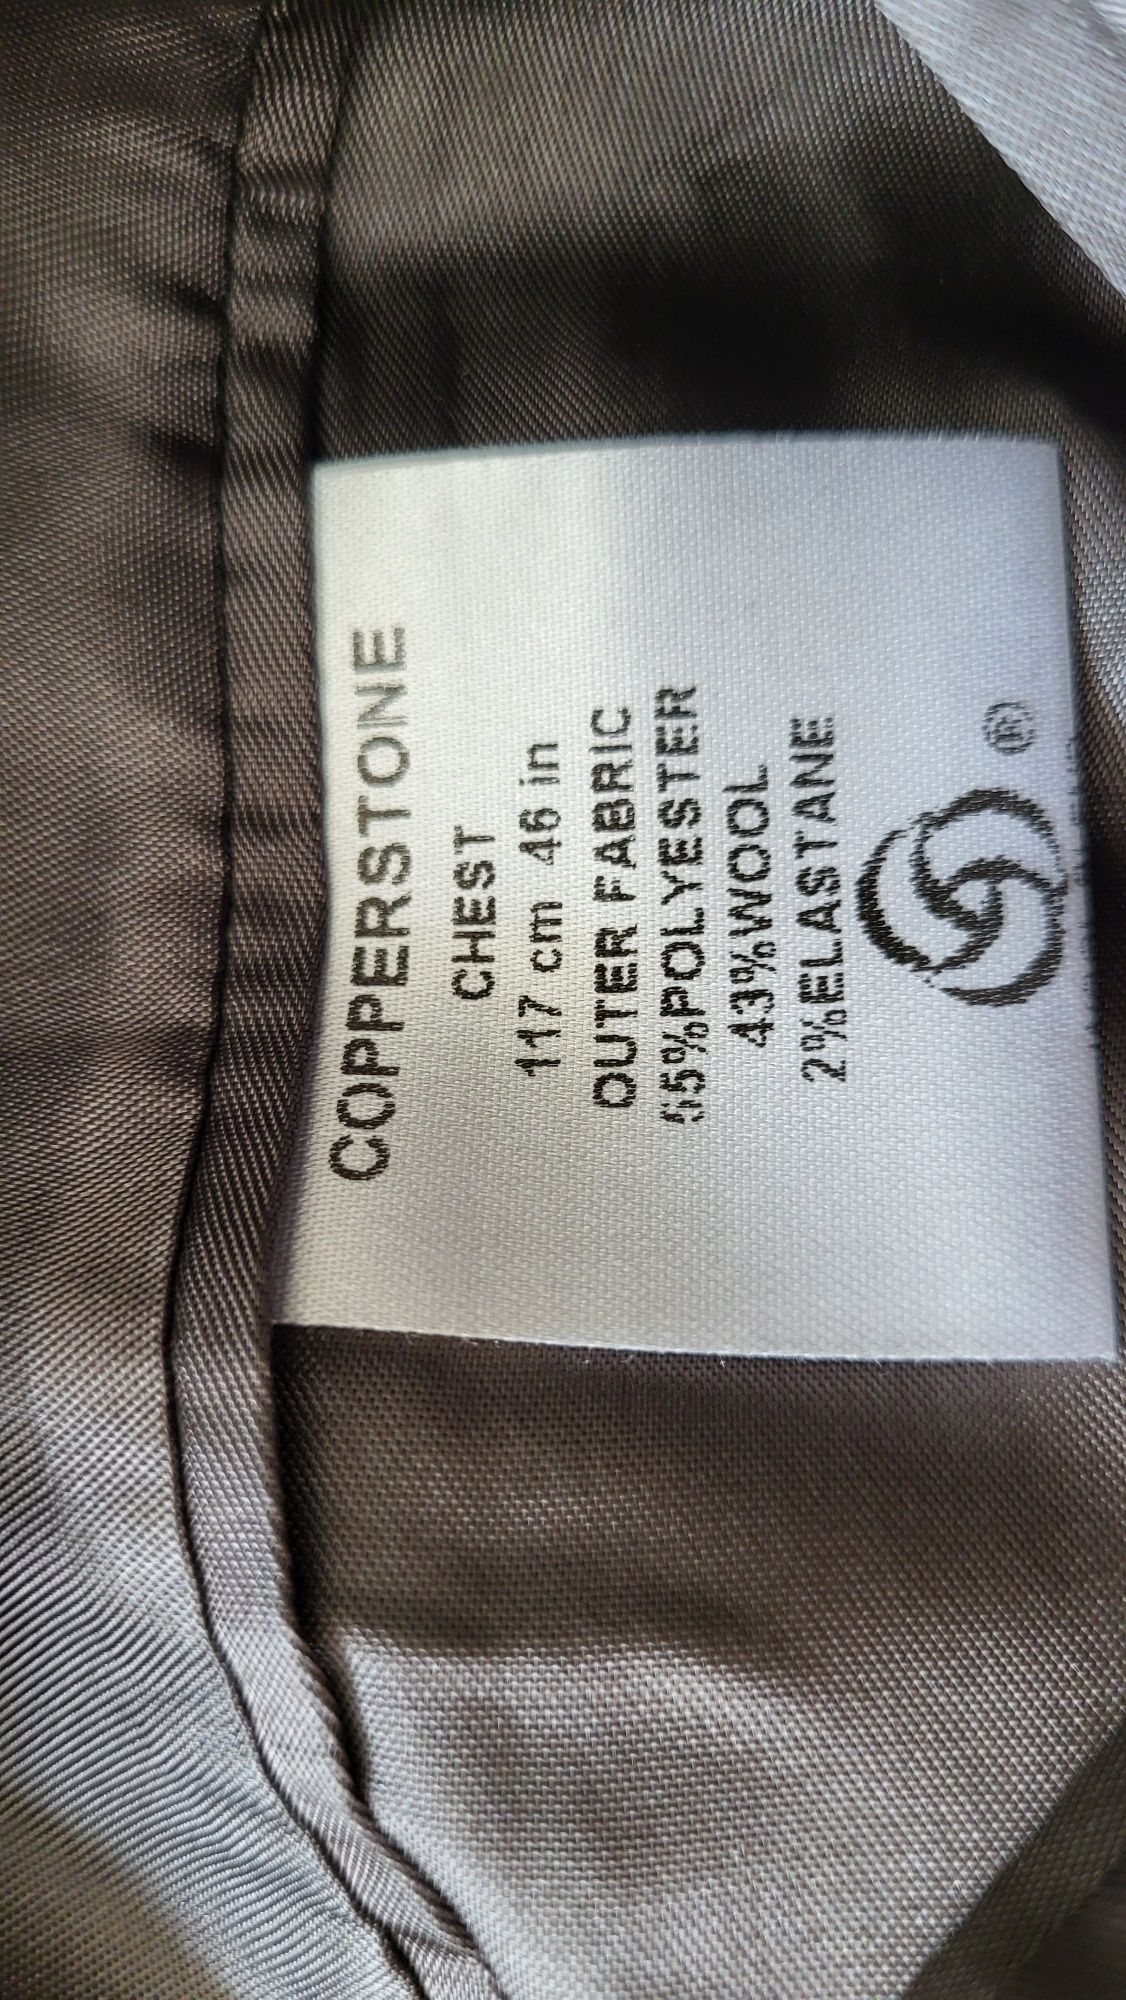 COPPERSTONE
CHEST
117 cm 46 in
OUTER FABRIC
55%POLYESTER
43%WOOL
2%ELASTANE
®